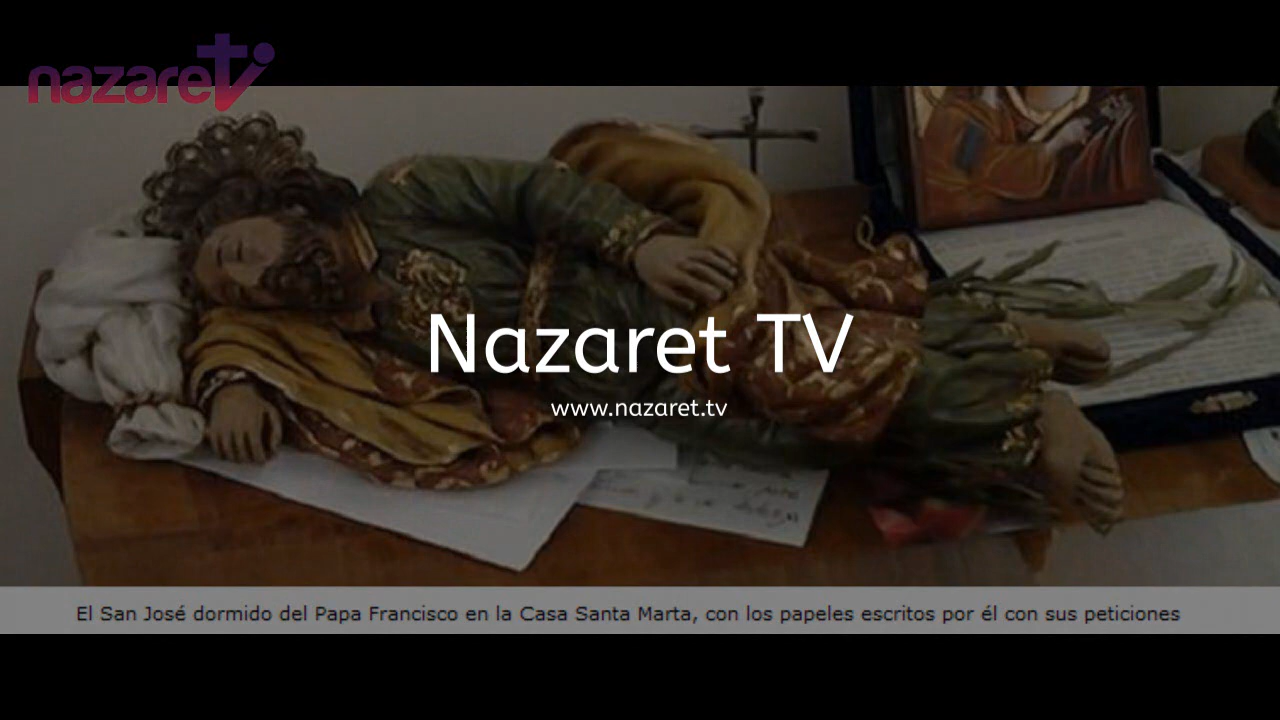 nazaretv
Nazaret TV
www.nazaret.tv
El San José dormido del Papa Francisco en la Casa Santa Marta, con los papeles escritos por él con sus peticiones